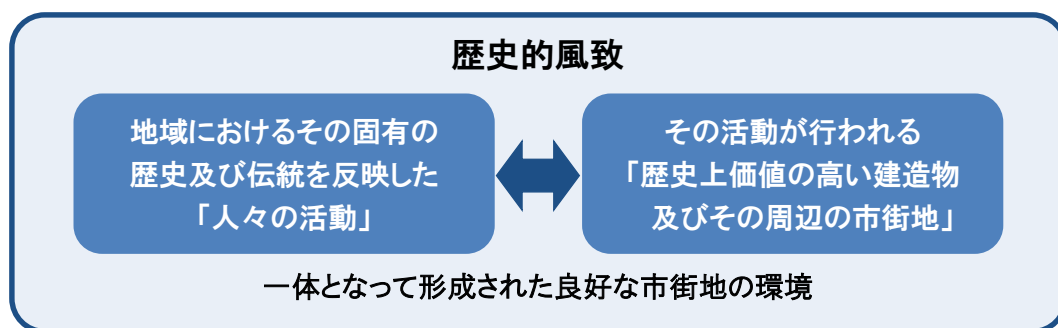 歴史的風致
地域におけるその固有の
歴史及び伝統を反映した
「人々の活動」
その活動が行われる
「歴史上価値の高い建造物
及びその周辺の市街地」
一体となって形成された良好な市街地の環境